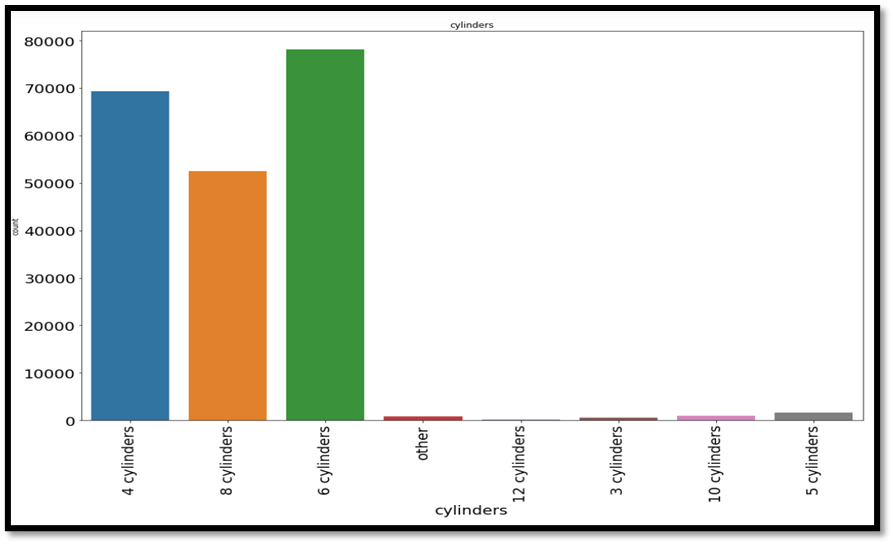 cylinders
80000
70000
60000
50000
40000
30000
20000
10000
0
count
4 cylinders
8 cylinders
6 cylinders
other
12 cylinders
3 cylinders
10 cylinders
5 cylinders
cylinders